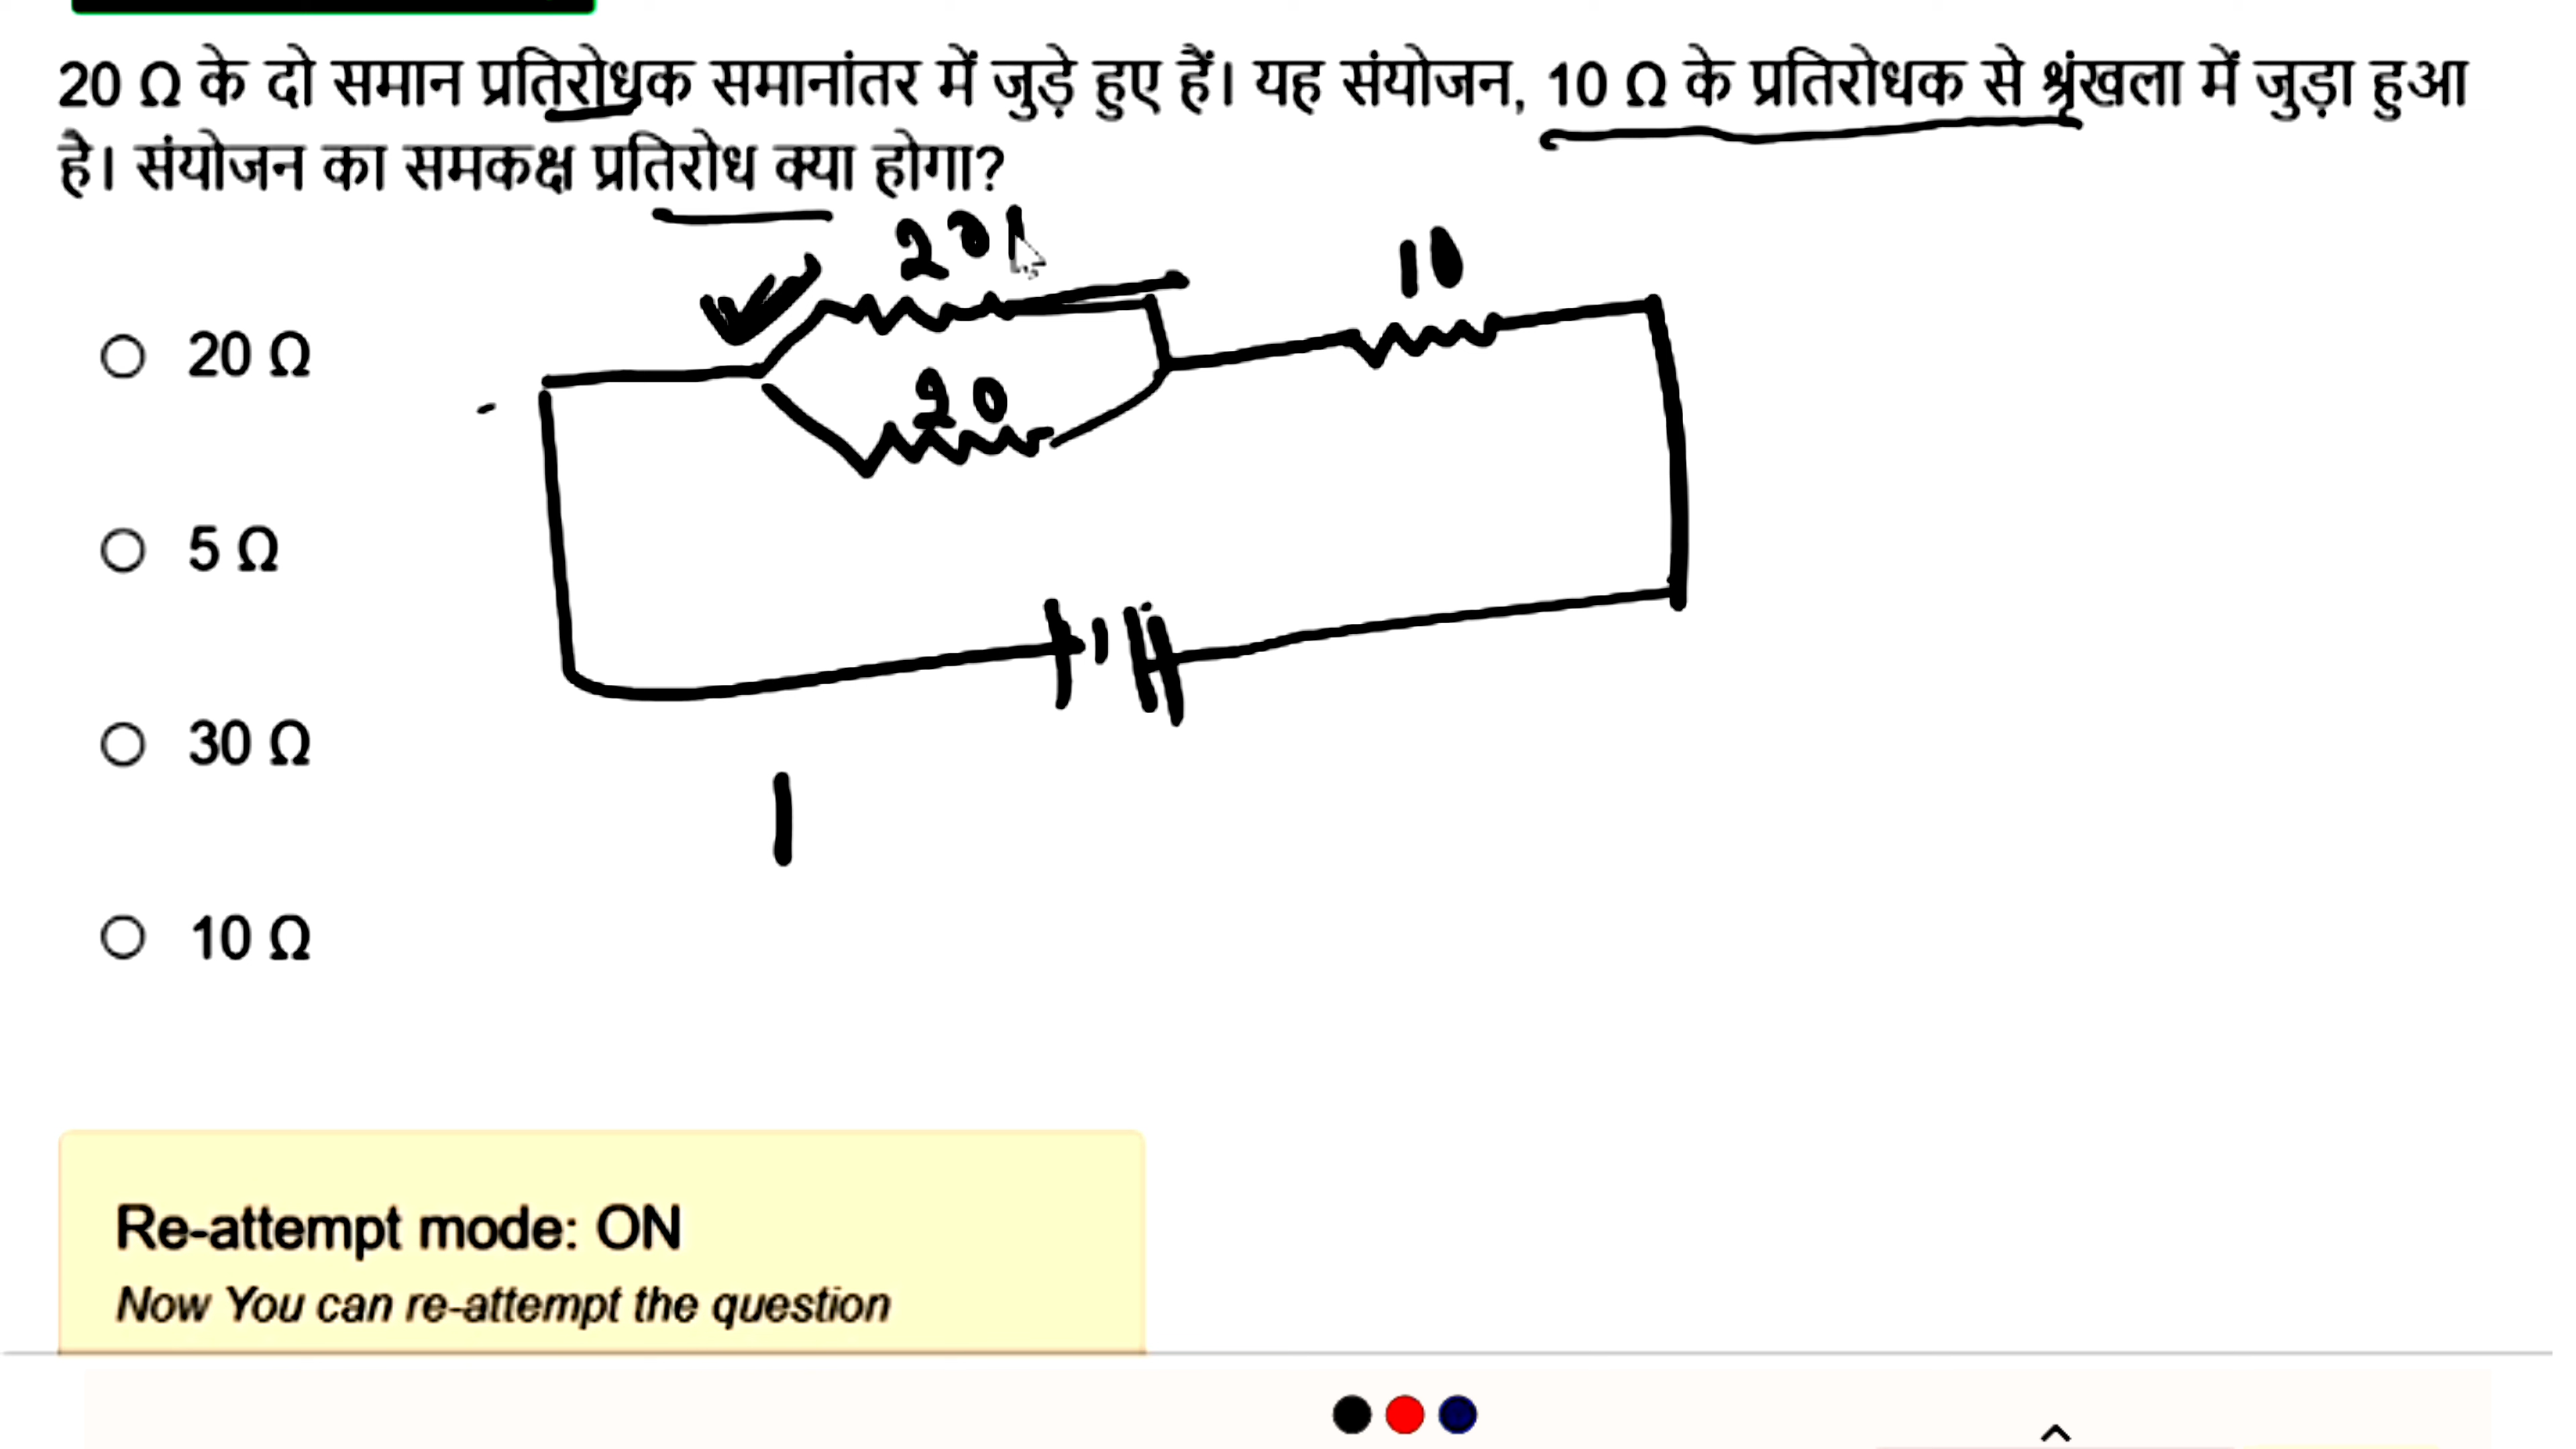 20 Ω के दो समान प्रतिरोधक समानांतर में जुड़े हुए हैं। यह संयोजन, 10 Ω के प्रतिरोधक से श्रृंखला में जुड़ा हुआ
है। संयोजन का समकक्ष प्रतिरोध क्या होगा?
20
10
20 Ω
20
5 Ω
30 Ω
10 Ω
Re-attempt mode: ON
Now You can re-attempt the question